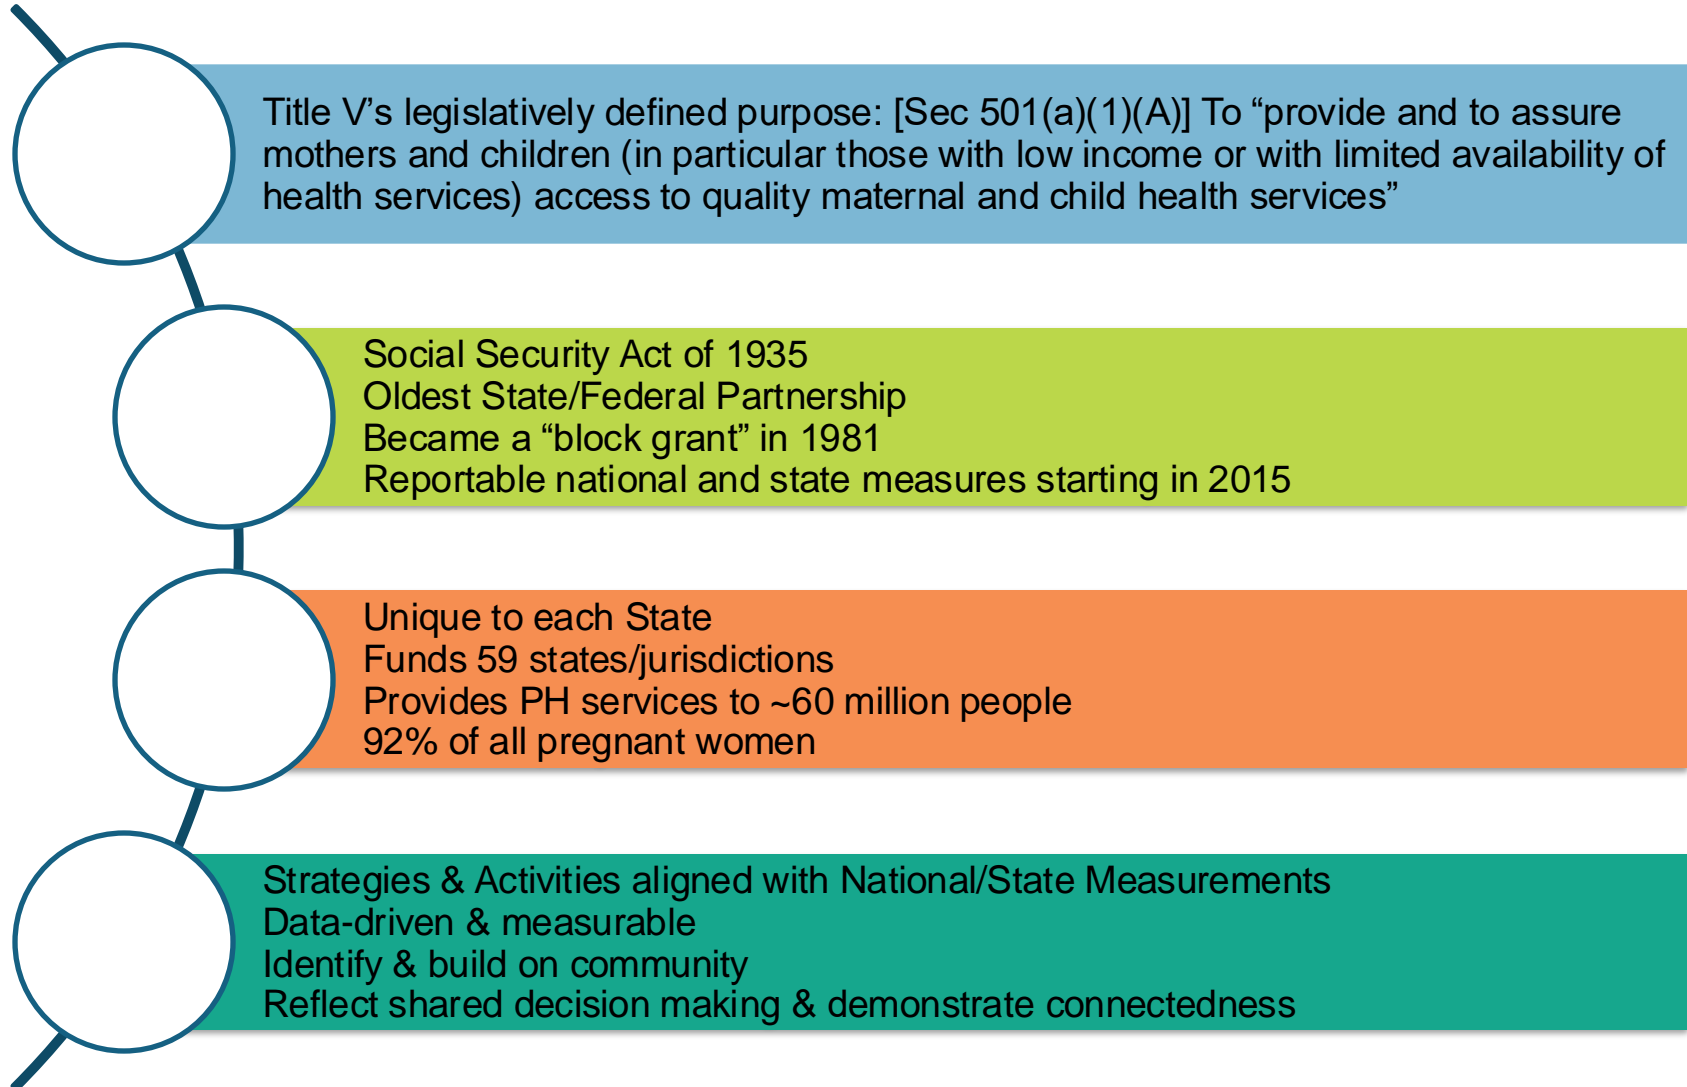 Title V’s legislatively defined purpose: [Sec 501(a)(1)(A)] To “provide and to assure
mothers and children (in particular those with low income or with limited availability of
health services) access to quality maternal and child health services”
Social Security Act of 1935
Oldest State/Federal Partnership
Became a “block grant” in 1981
Reportable national and state measures starting in 2015
Unique to each State
Funds 59 states/jurisdictions
Provides PH services to ~60 million people
92% of all pregnant women
Strategies & Activities aligned with National/State Measurements
Data-driven & measurable
Identify & build on community
Reflect shared decision making & demonstrate connectedness